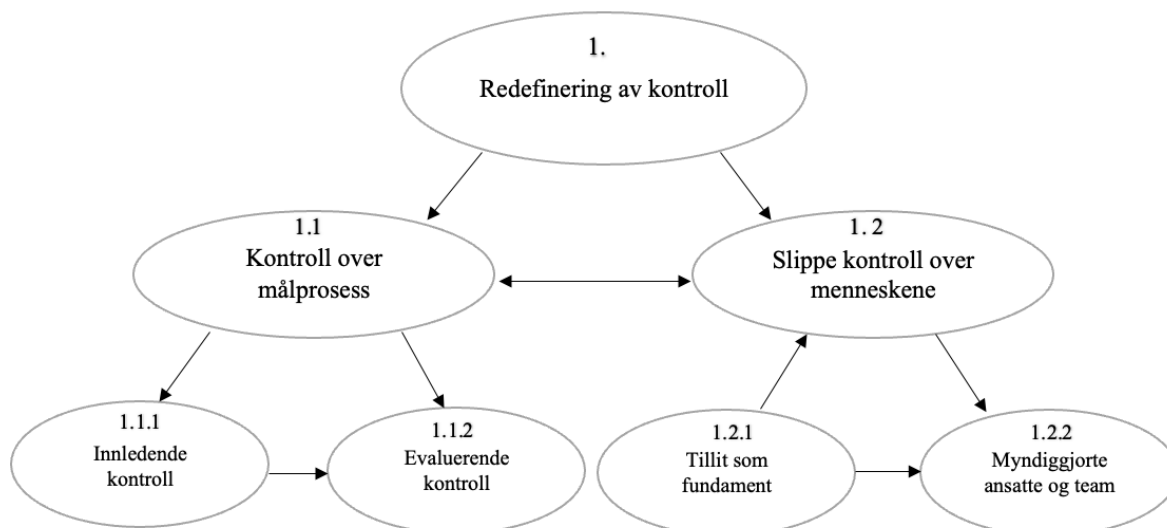 1.
Redefinering av kontroll
1.1
Kontroll over
målprosess
1. 2
Slippe kontroll over
menneskene
1.1.1
Innledende
kontroll
1.1.2
Evaluerende
kontroll
1.2.1
Tillit som
fundament
1.2.2
Myndiggjorte
ansatte og team